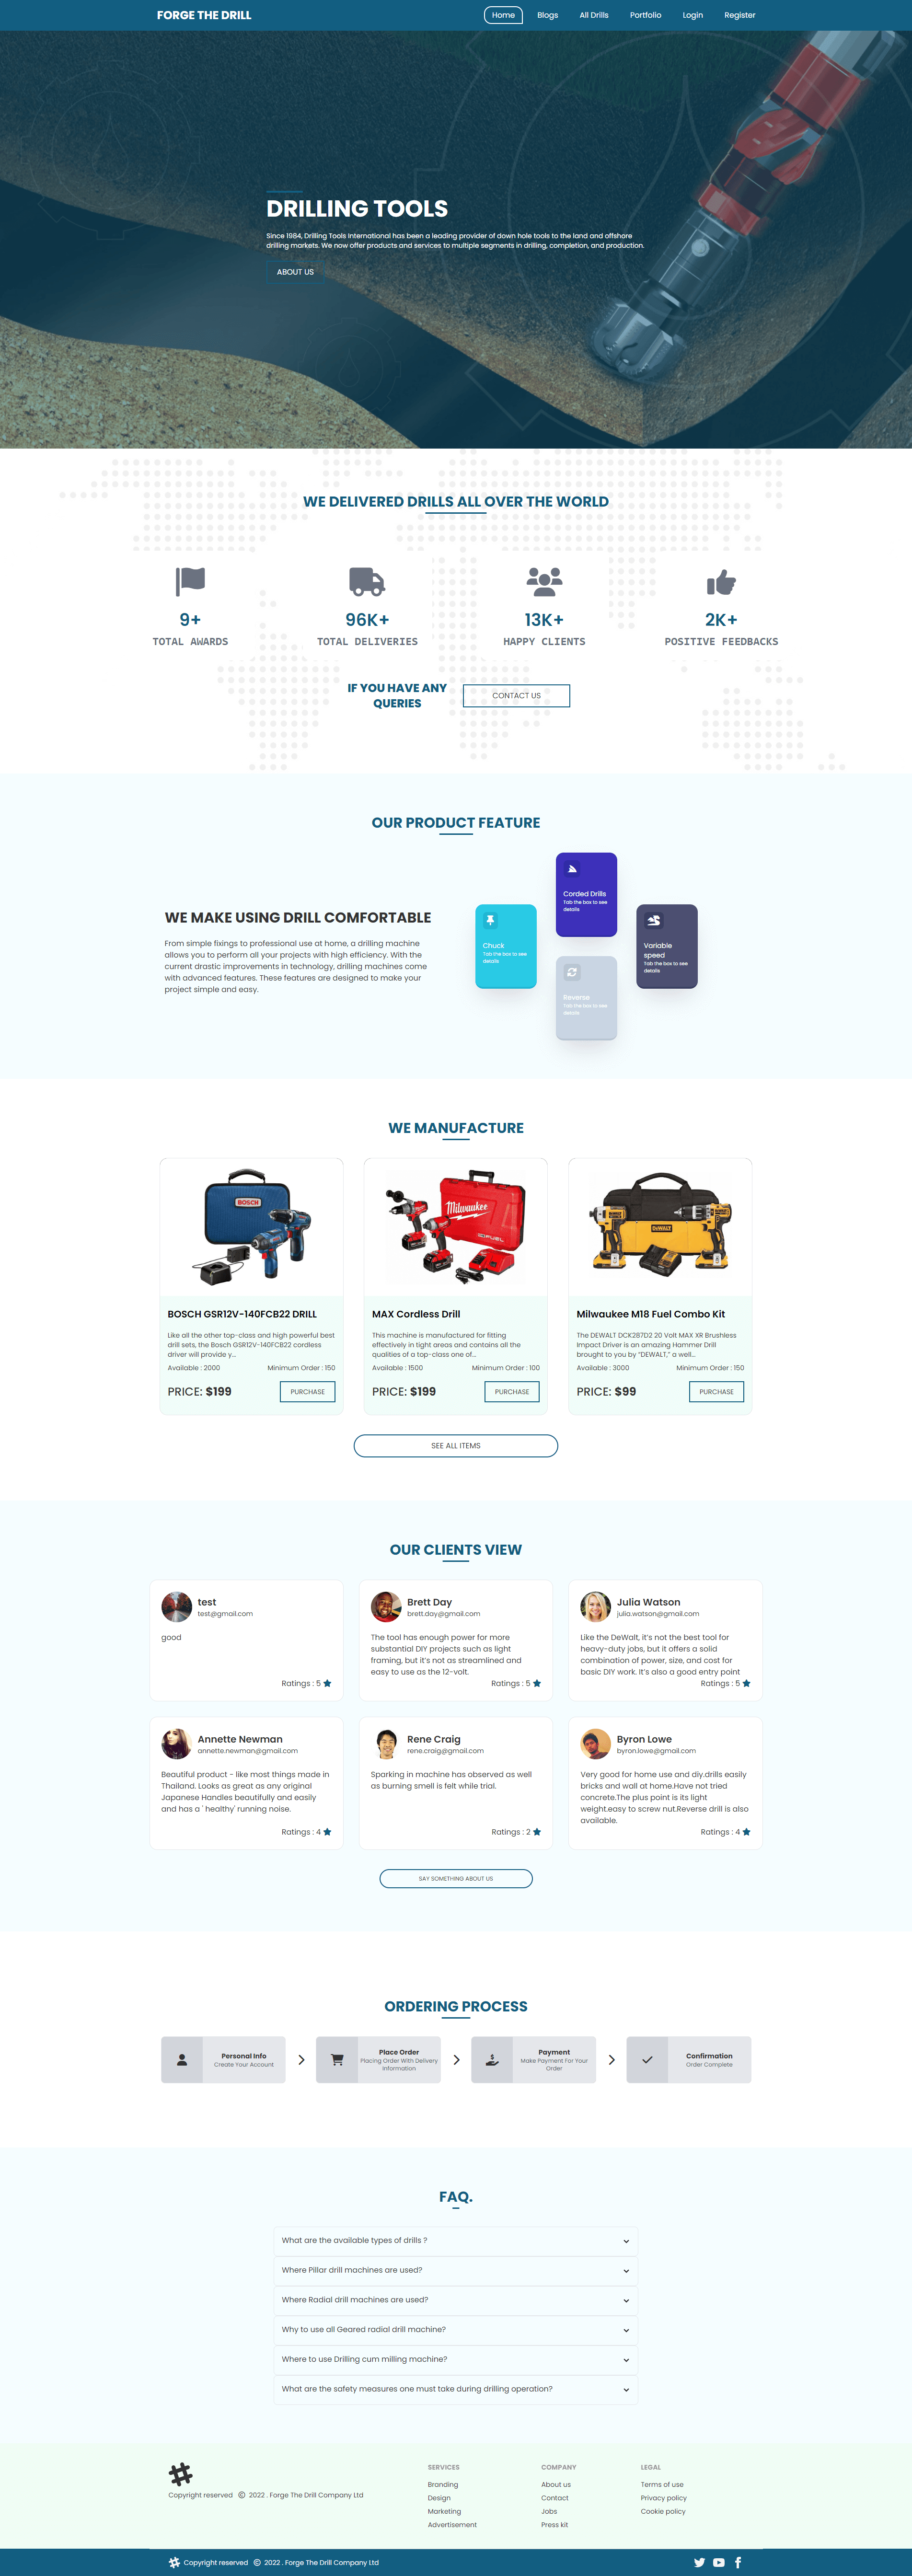 FORGE THE DRILL
Home Blogs All Drills Portfolio Login Register
DRILLING TOOLS
Since 1984, Drilling Tools International has been a leading provider of down hole tools to the land and offshore
drilling markets. We now offer products and services to multiple segments in drilling, completion, and production.
ABOUT US
WE DELIVERED DRILLS ALL OVER THE WORLD
9+ 96K+ 13K+ 2K+
TOTAL AWARDS TOTAL DELIVERIES HAPPY CLIENTS POSITIVE FEEDBACKS
IF YOU HAVE ANY
QUERIES
CONTACT US
OUR PRODUCT FEATURE
WE MAKE USING DRILL COMFORTABLE
From simple fixings to professional use at home, a drilling machine
allows you to perform all your projects with high efficiency. With the
current drastic improvements in technology, drilling machines come
with advanced features. These features are designed to make your
project simple and easy.
Chuck
Tab the box to see
details
Corded Drills
Tab the box to see
details
Reverse
Tab the box to see
details
Variable
speed
Tab the box to see
details
WE MANUFACTURE
BOSCH
BOSCH GSR12V-140FCB22 DRILL
Like all the other top-class and high powerful best
drill sets, the Bosch GSR12V-140FCB22 cordless
driver will provide y...
Available : 2000 Minimum Order : 150
PRICE: $199 PURCHASE
Milwaukee
FUEL
MAX Cordless Drill
This machine is manufactured for fitting
effectively in tight areas and contains all the
qualities of a top-class one of...
Available : 1500 Minimum Order : 100
PRICE: $199 PURCHASE
DEWALT
Milwaukee M18 Fuel Combo Kit
The DEWALT DCK287D2 20 Volt MAX XR Brushless
Impact Driver is an amazing Hammer Drill
brought to you by “DEWALT,” a well...
Available : 3000 Minimum Order : 150
PRICE: $99 PURCHASE
SEE ALL ITEMS
OUR CLIENTS VIEW
test
test@gmail.com
good
Ratings : 5
Brett Day
brett.day@gmail.com
The tool has enough power for more
substantial DIY projects such as light
framing, but it’s not as streamlined and
easy to use as the 12-volt.
Ratings : 5
Julia Watson
julia.watson@gmail.com
Like the DeWalt, it’s not the best tool for
heavy-duty jobs, but it offers a solid
combination of power, size, and cost for
basic DIY work. It’s also a good entry point
Ratings : 5
Annette Newman
annette.newman@gmail.com
Beautiful product - like most things made in
Thailand. Looks as great as any original
Japanese Handles beautifully and easily
and has a ' healthy' running noise.
Ratings : 4
Rene Craig
rene.craig@gmail.com
Sparking in machine has observed as well
as burning smell is felt while trial.
Ratings : 2
Byron Lowe
byron.lowe@gmail.com
Very good for home use and diy.drills easily
bricks and wall at home.Have not tried
concrete.The plus point is its light
weight.easy to screw nut.Reverse drill is also
available.
Ratings : 4
SAY SOMETHING ABOUT US
ORDERING PROCESS
Personal Info
Create Your Account
Place Order
Placing Order With Delivery
Information
Payment
Make Payment For Your
Order
Confirmation
Order Complete
FAQ.
What are the available types of drills ?
Where Pillar drill machines are used?
Where Radial drill machines are used?
Why to use all Geared radial drill machine?
Where to use Drilling cum milling machine?
What are the safety measures one must take during drilling operation?
Copyright reserved © 2022 . Forge The Drill Company Ltd
SERVICES
Branding
Design
Marketing
Advertisement
COMPANY
About us
Contact
Jobs
Press kit
LEGAL
Terms of use
Privacy policy
Cookie policy
Copyright reserved © 2022 . Forge The Drill Company Ltd